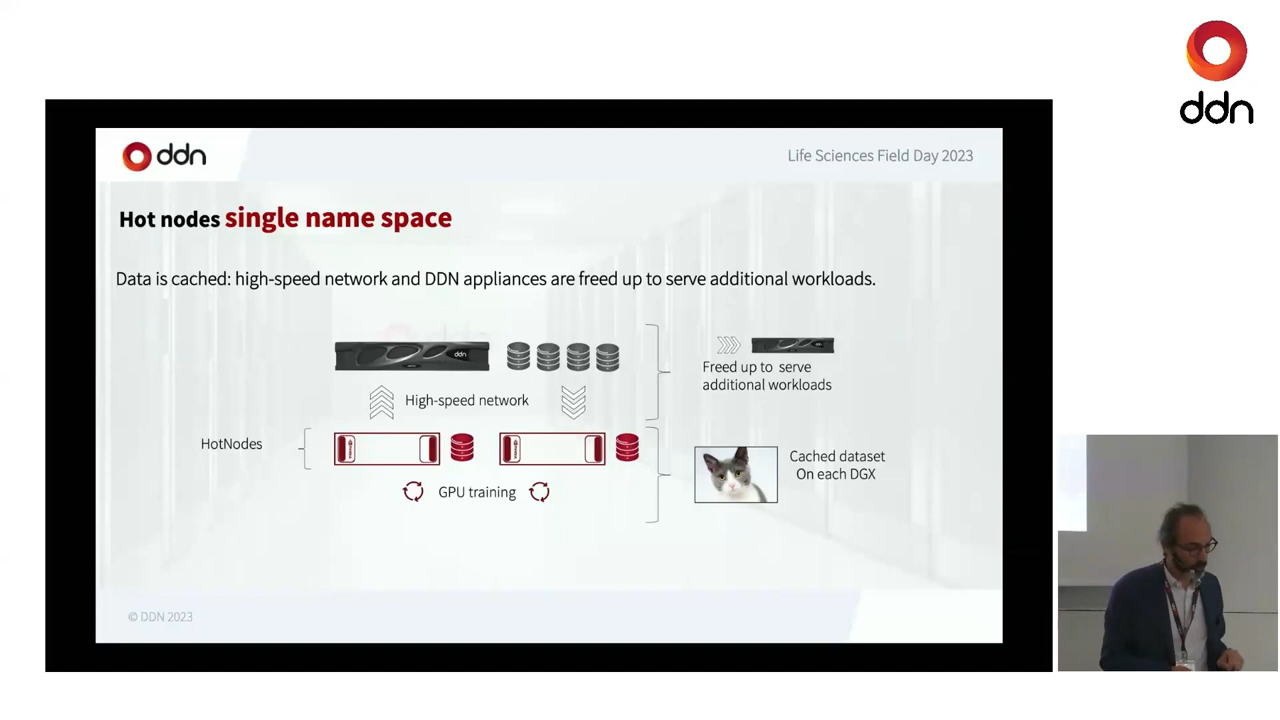 ddn
ddn
Life Sciences Field Day 2023
Hot nodes single name space
Data is cached: high-speed network and DDN appliances are freed up to serve additional workloads.
ddn
Freed up to serve
additional workloads
High-speed network
HotNodes
Cached dataset
On each DGX
GPU training
© DDN 2023